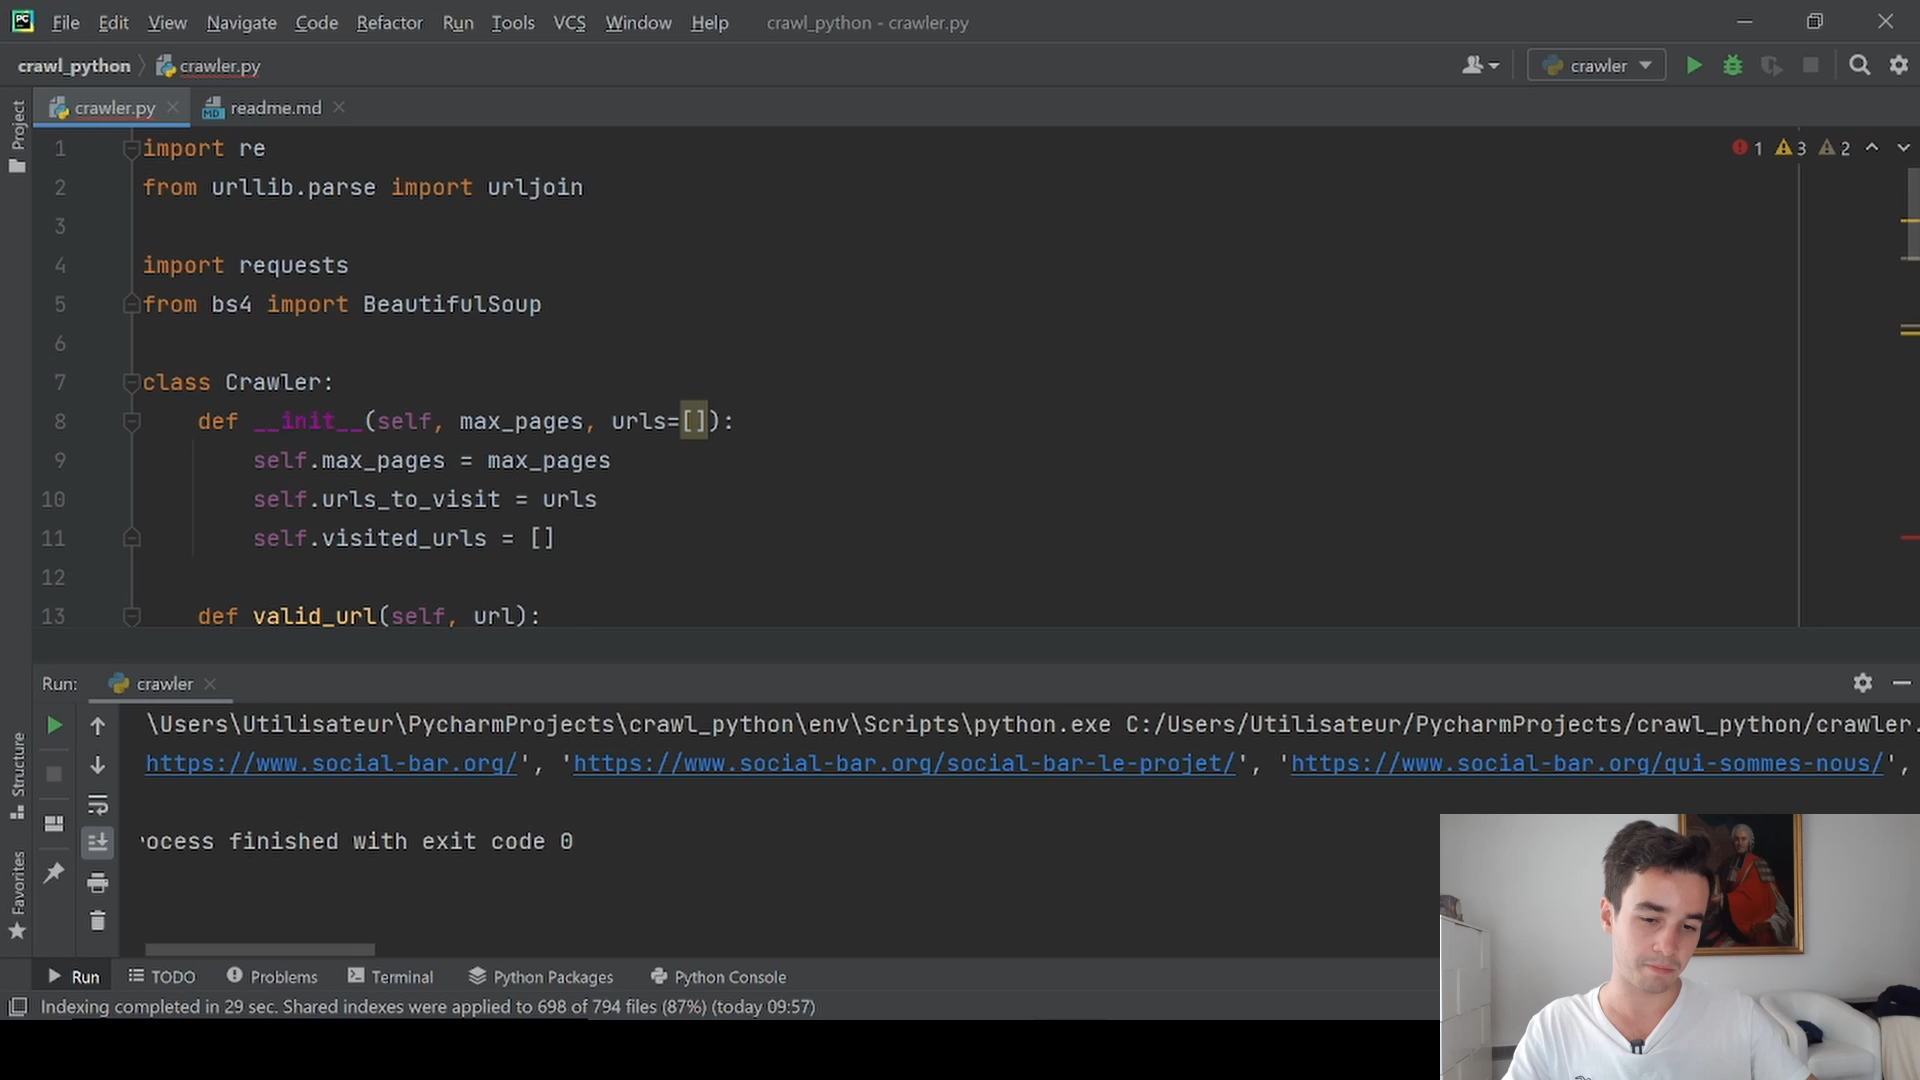 PC File Edit View Navigate Code Refactor Run Tools VCS Window Help crawl_python - crawler.py
crawl_python crawler.py crawler
crawler.py readme.md
Project
1 import re
1 3 2
2 from urllib.parse import urljoin
3
4 import requests
5 from bs4 import BeautifulSoup
6
7 class Crawler:
8 def __init__(self, max_pages, urls=[]):
9 self.max_pages = max_pages
10 self.urls_to_visit = urls
11 self.visited_urls = []
12
13 def valid_url(self, url):
Run: crawler
\Users\Utilisateur\PycharmProjects\crawl_python\env\Scripts\python.exe C:/Users/Utilisateur/PycharmProjects/crawl_python/crawler.
https://www.social-bar.org/', 'https://www.social-bar.org/social-bar-le-projet/', 'https://www.social-bar.org/qui-sommes-nous/',
ocess finished with exit code 0
Structure
Favorites
Run TODO Problems Terminal Python Packages Python Console
Indexing completed in 29 sec. Shared indexes were applied to 698 of 794 files (87%) (today 09:57)